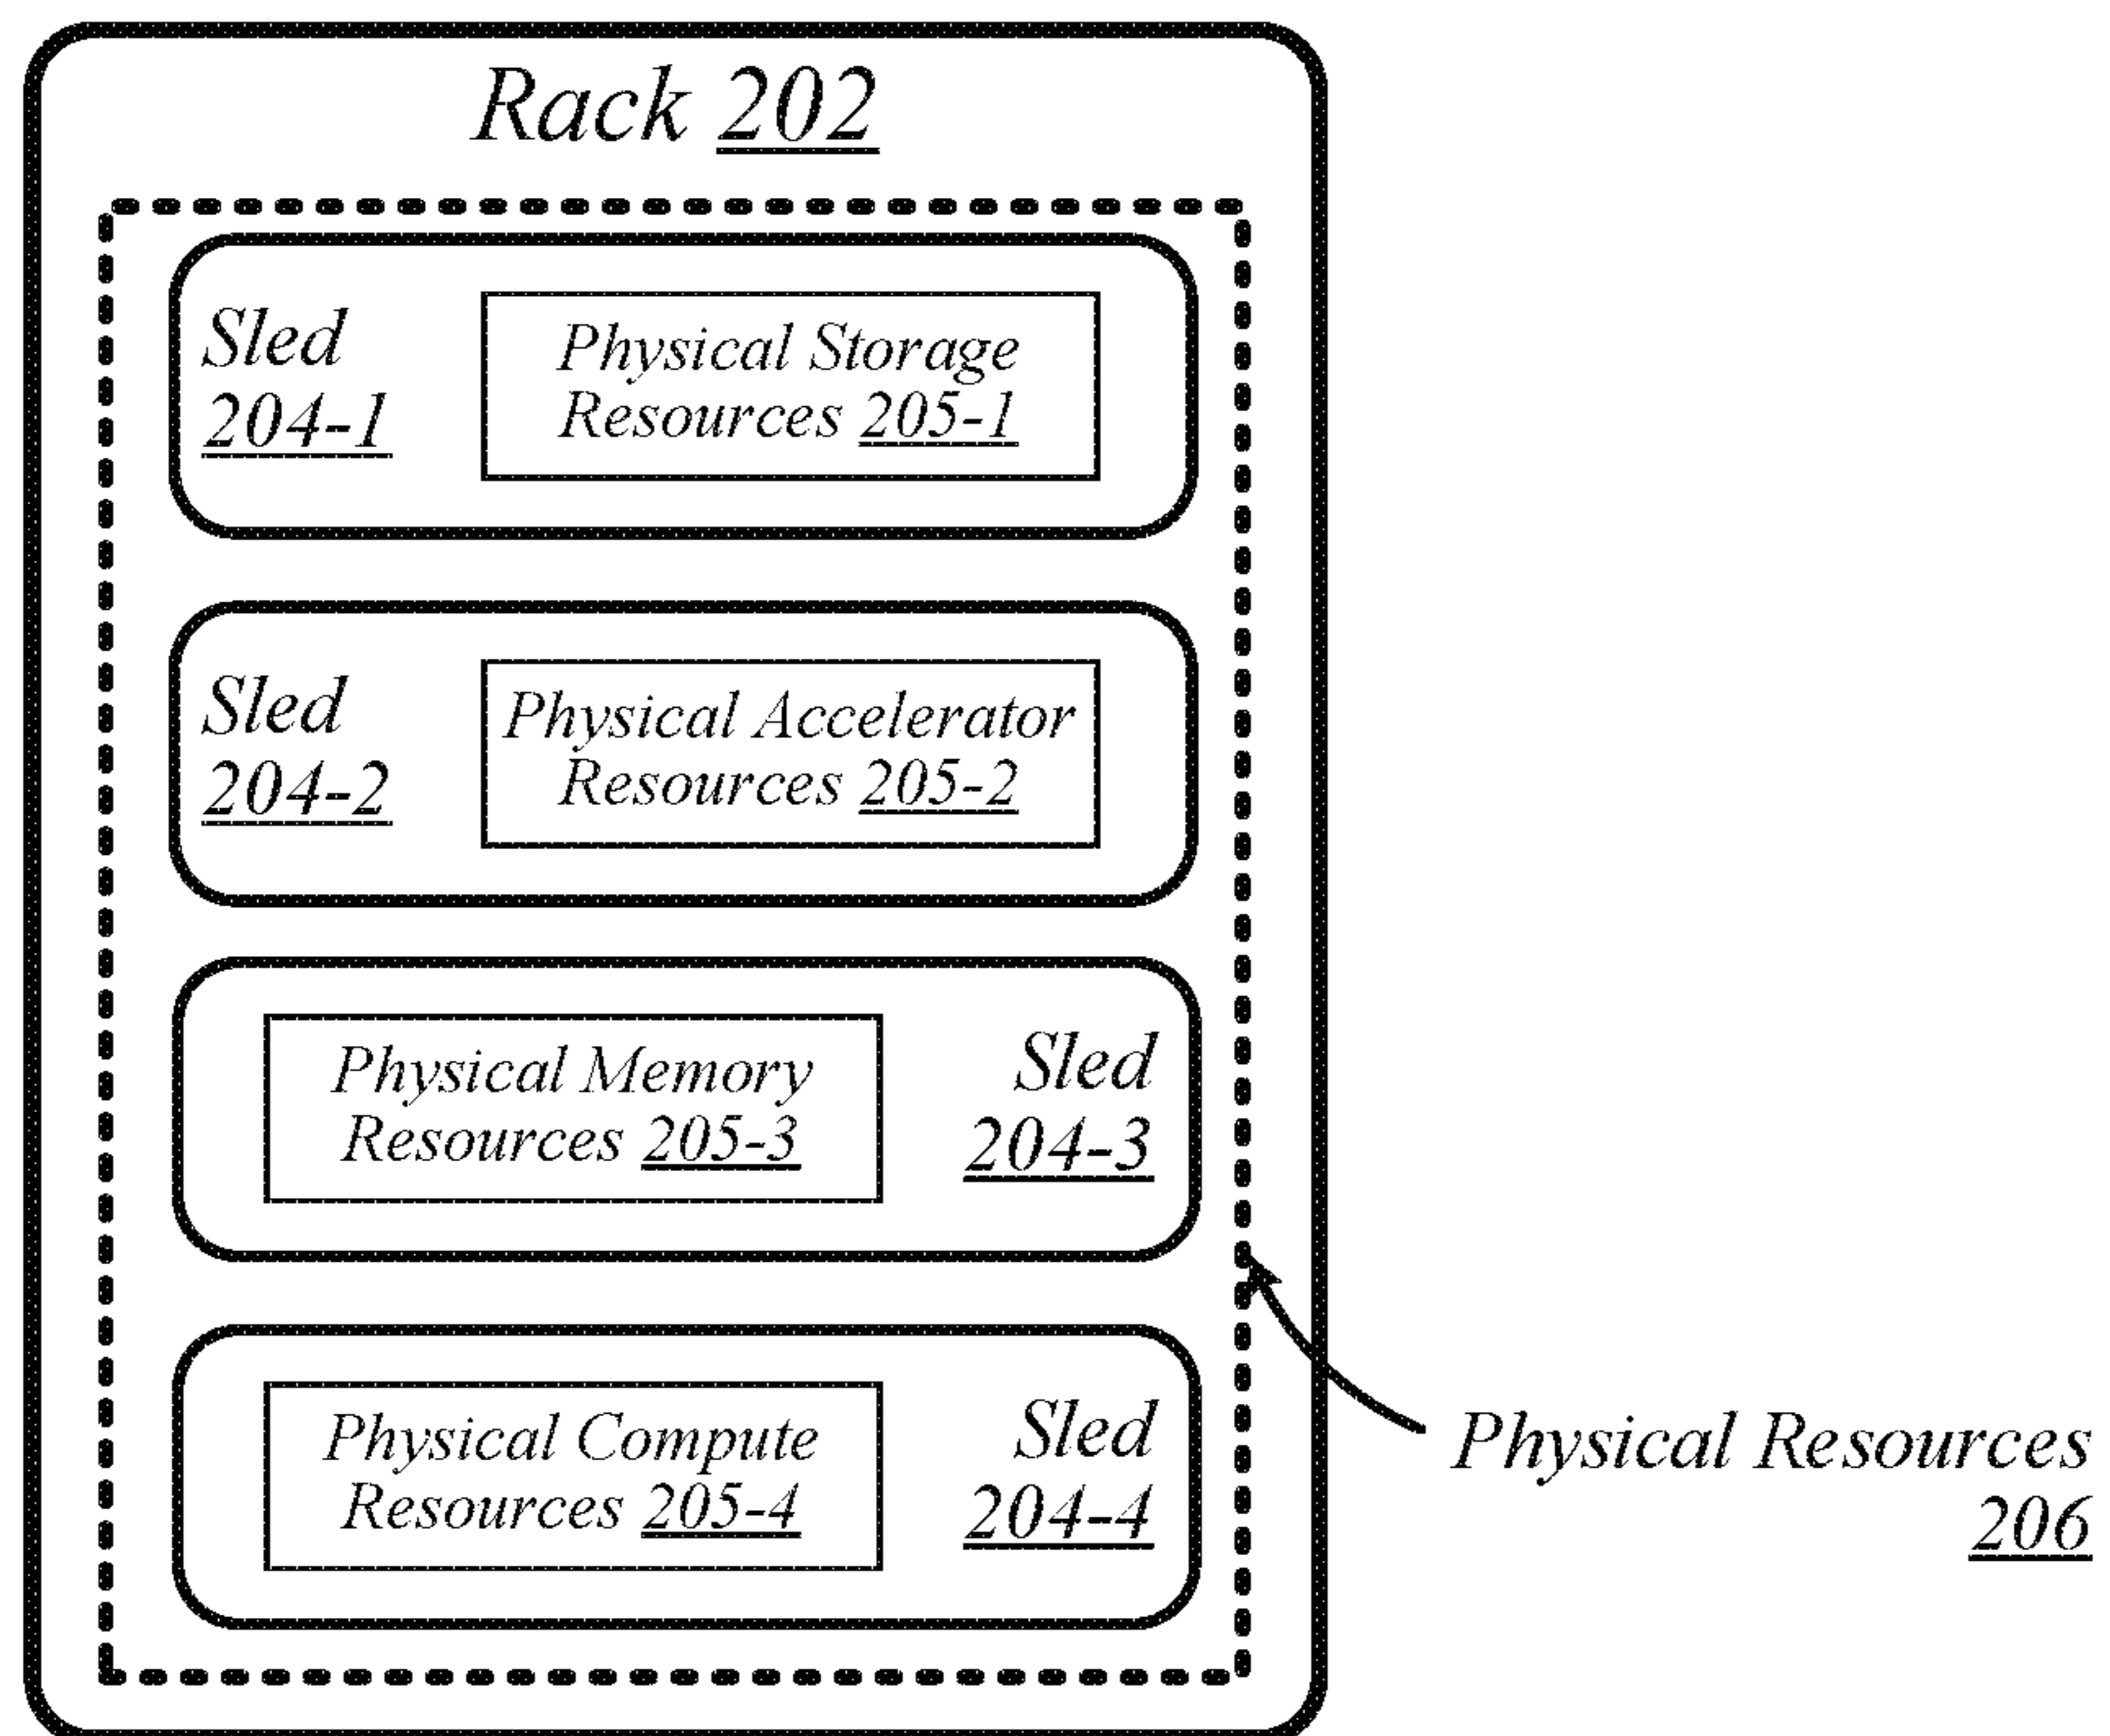 Rack 202
Sled
204-1
Physical Storage
Resources 205-1
Sled
204-2
Physical Accelerator
Resources 205-2
Physical Memory
Resources 205-3
Sled
204-3
Physical Compute
Resources 205-4
Sled
204-4
Physical Resources
206